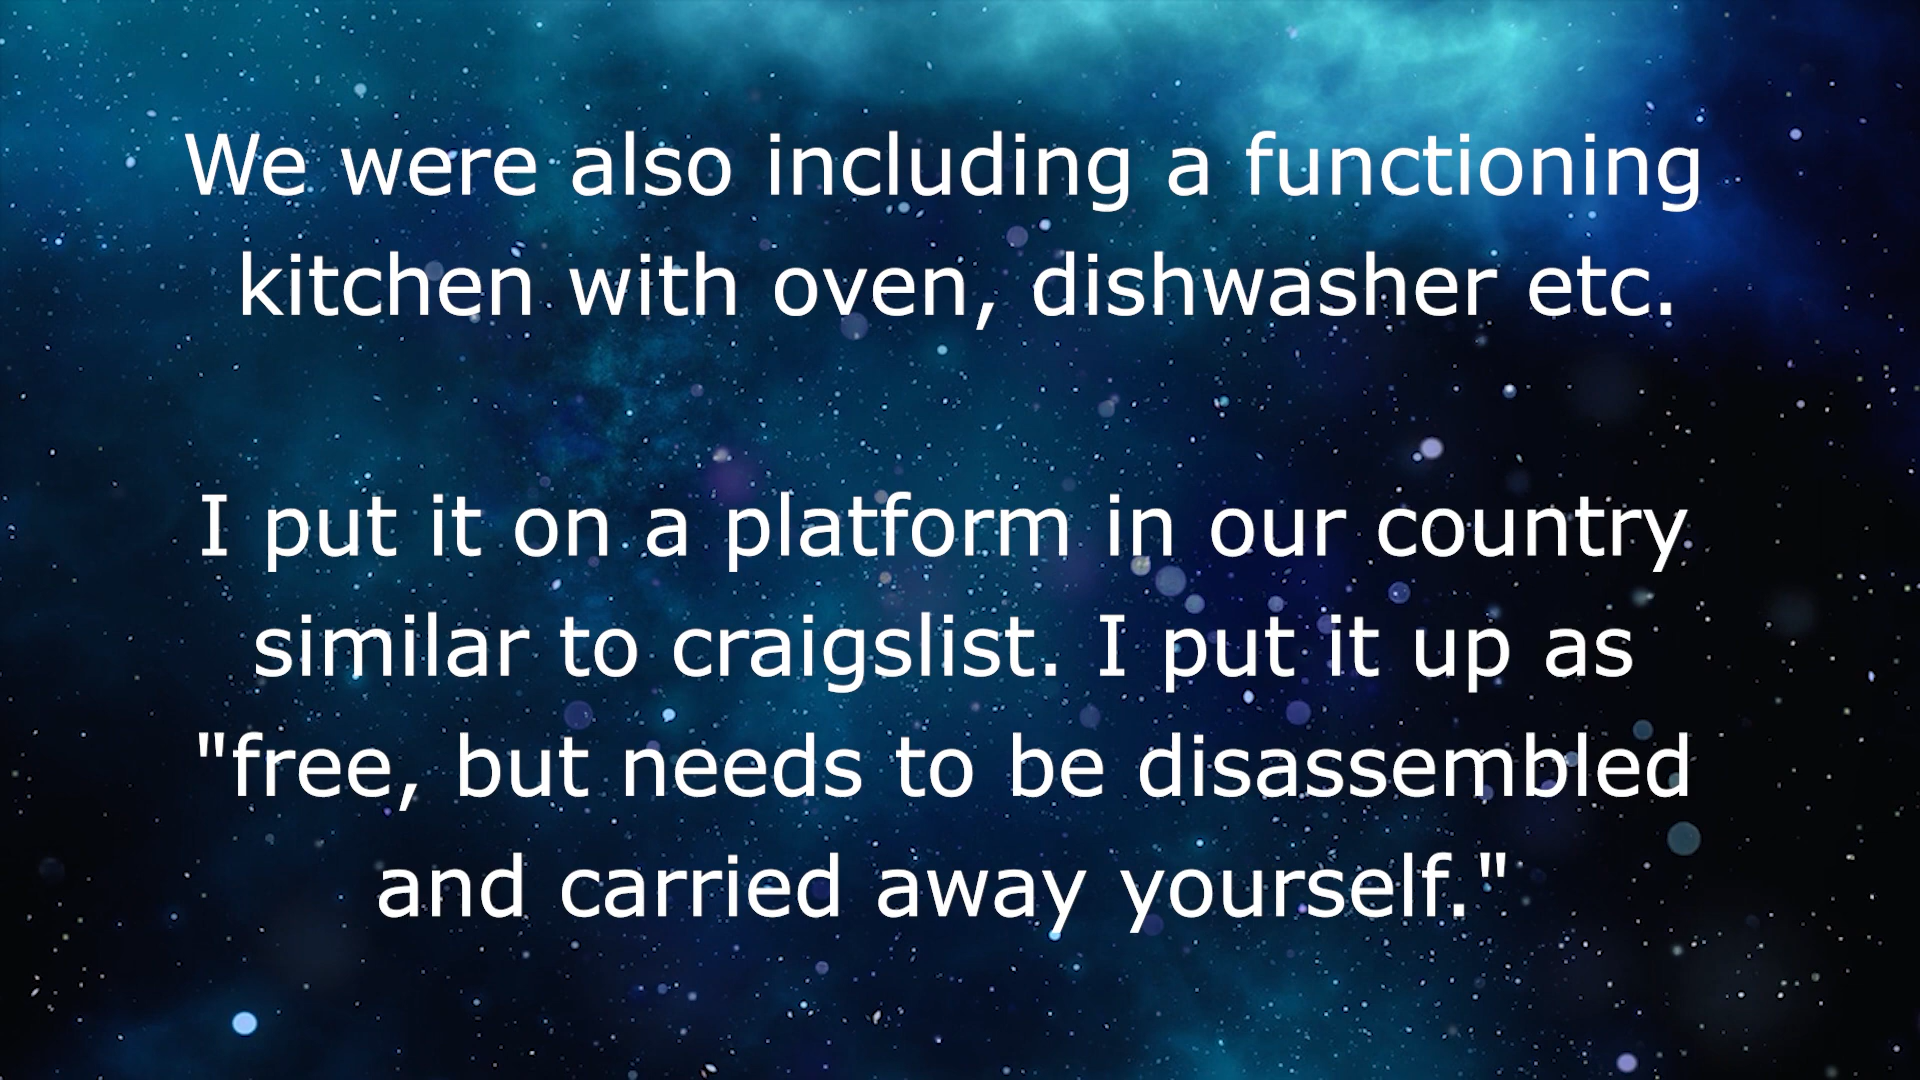 We were also including a functioning
kitchen with oven, dishwasher etc.
I put it on a platform in our country
similar to craigslist. I put it up as
"free, but needs to be disassembled
and carried away yourself."